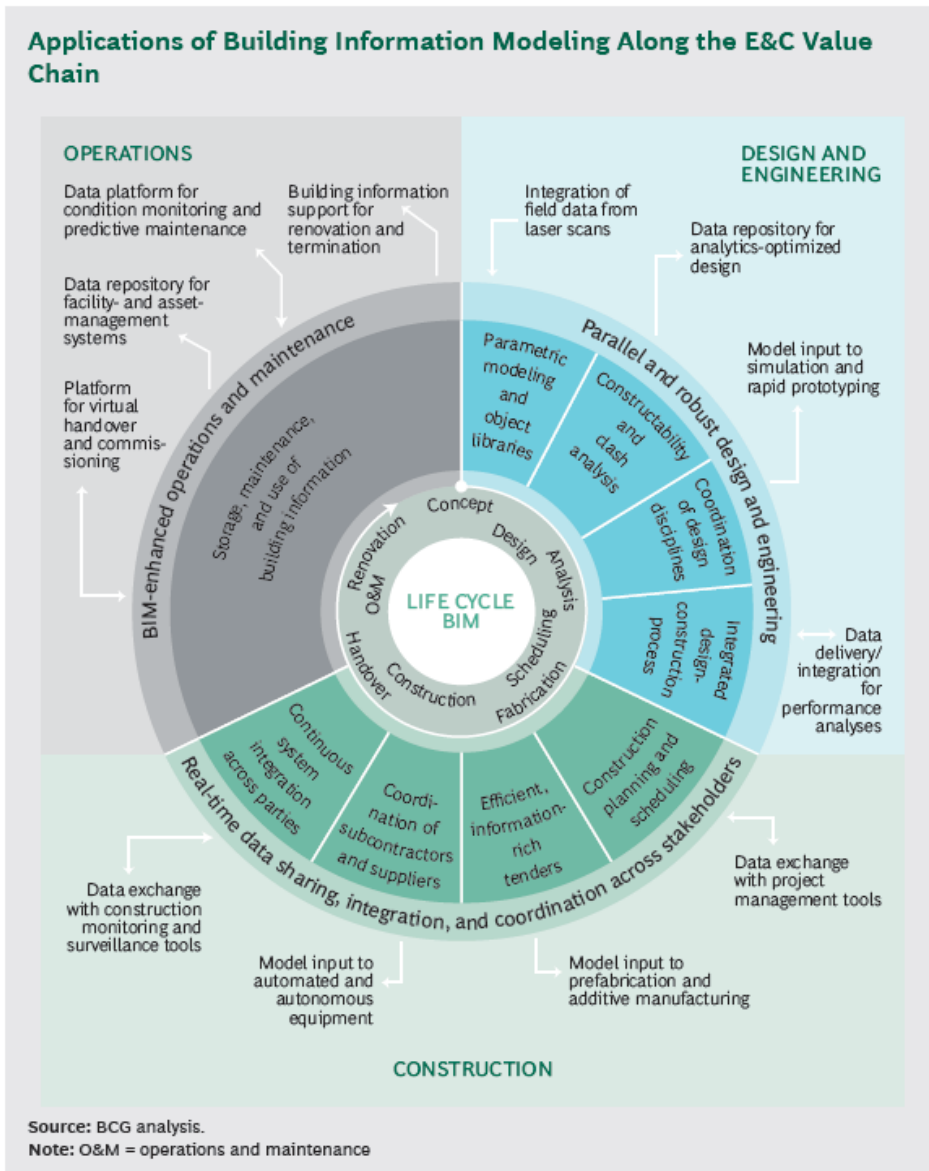 Applications of Building Information Modeling Along the E&C Value
Chain
OPERATIONS
Data platform for
condition monitoring and
predictive maintenance
Building information
support for
renovation and
termination
Data repository for
facility- and asset-
management
systems
Platform
for virtual
handover
and commis-
sioning
DESIGN AND
ENGINEERING
Integration of
field data from
laser scans
Data repository for
analytics-optimized
design
Model input to
simulation and
rapid prototyping
Data
delivery/
integration
for
performance
analyses
BIM-enhanced operations and maintenance
Storage, maintenance,
and use of
building information
Parallel and robust design and engineering
Parametric
modeling
and
object
libraries
Constructability
and
clash
analysis
Coordination
of design
disciplines
Integrated
design-
construction
process
Concept
Design
Analysis
Scheduling
Fabrication
Construction
Handover
O&M
Renovation
LIFE CYCLE
BIM
Continuous
system
integration
across parties
Coordi-
nation of
subcontractors
and suppliers
Efficient,
information-
rich
tenders
Construction
planning and
scheduling
Real-time data sharing, integration, and coordination across stakeholders
Data exchange
with construction
monitoring and
surveillance tools
Model input to
automated and
autonomous
equipment
Model input to
prefabrication and
additive manufacturing
Data exchange
with project
management tools
CONSTRUCTION
Source: BCG analysis.
Note: O&M = operations and maintenance